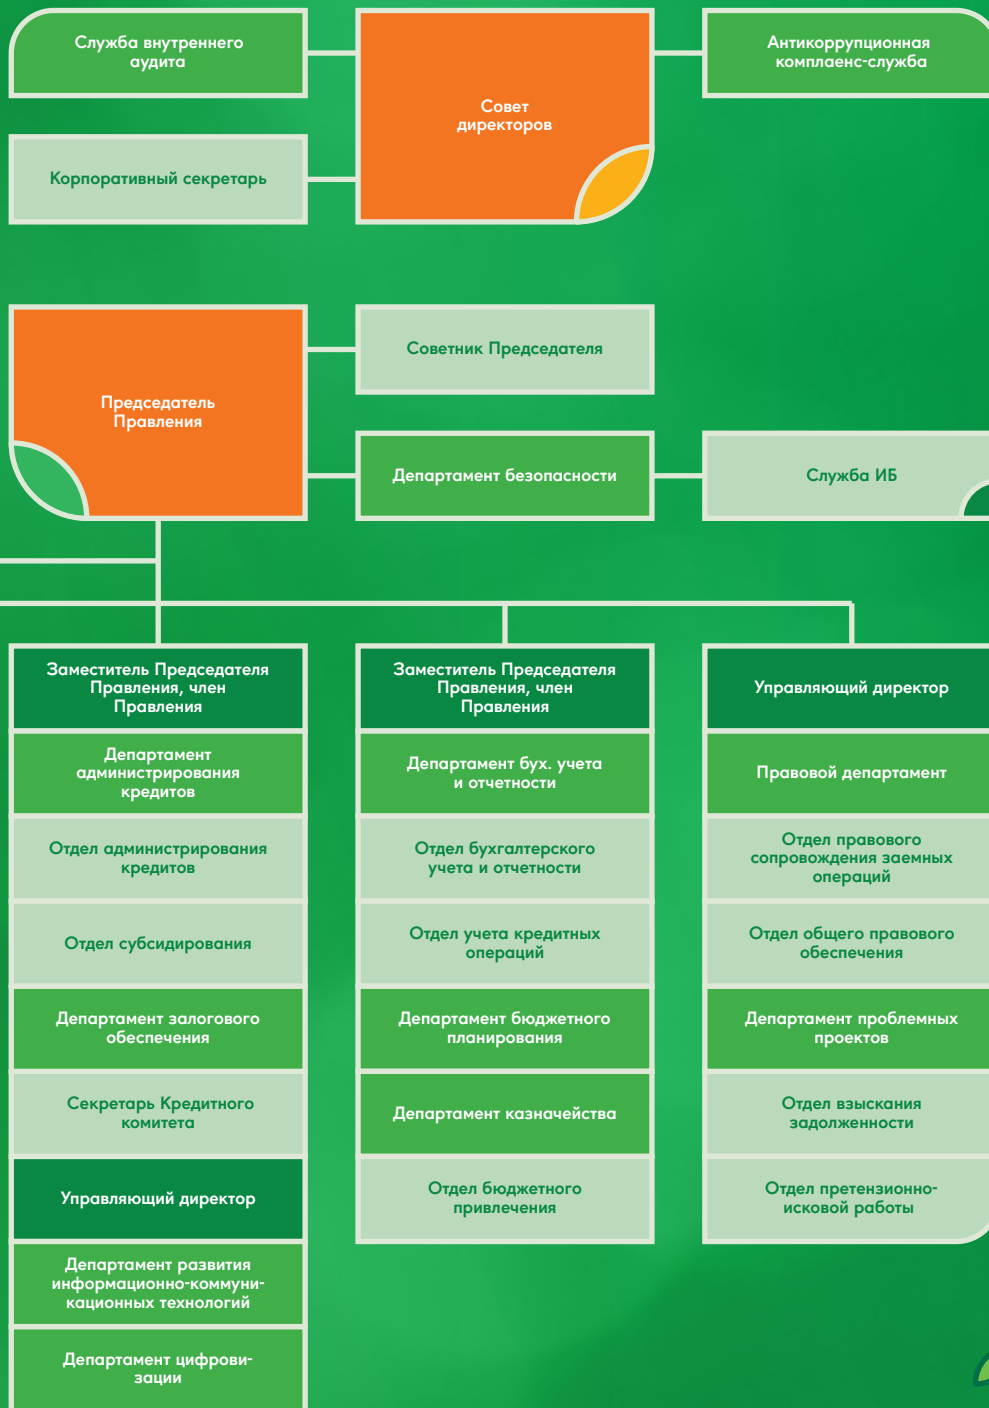 Служба внутреннего
аудита
Совет
директоров
Антикоррупционная
комплаенс-служба
Корпоративный секретарь
Председатель
Правления
Советник Председателя
Департамент безопасности
Служба ИБ
Заместитель Председателя
Правления, член
Правления
Департамент
администрирования
кредитов
Отдел администрирования
кредитов
Отдел субсидирования
Департамент залогового
обеспечения
Секретарь Кредитного
комитета
Управляющий директор
Департамент развития
информационно-коммуни-
кационных технологий
Департамент цифрови-
зации
Заместитель Председателя
Правления, член
Правления
Департамент бух. учета
и отчетности
Отдел бухгалтерского
учета и отчетности
Отдел учета кредитных
операций
Департамент бюджетного
планирования
Департамент казначейства
Отдел бюджетного
привлечения
Управляющий директор
Правовой департамент
Отдел правового
сопровождения заемных
операций
Отдел общего правового
обеспечения
Департамент проблемных
проектов
Отдел взыскания
задолженности
Отдел претензионно-
исковой работы